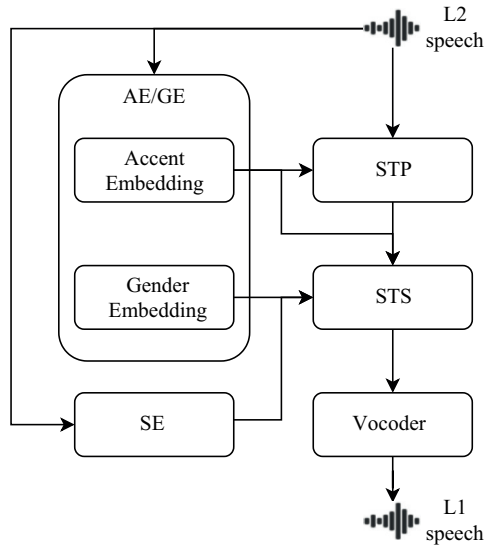 L2
speech
AE/GE
Accent
Embedding
STP
Gender
Embedding
STS
SE
Vocoder
L1
speech